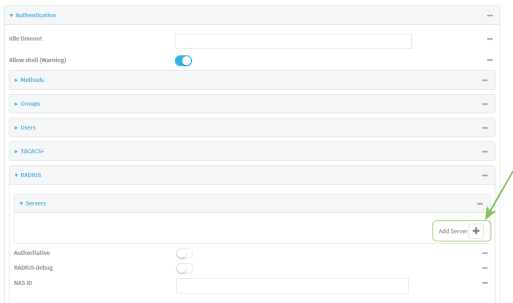 Authentication
Idle timeout
Allow shell (Warning)
Methods
Groups
Users
TACACS+
RADIUS
Servers
Add Server
Authoritative
RADIUS debug
NAS ID